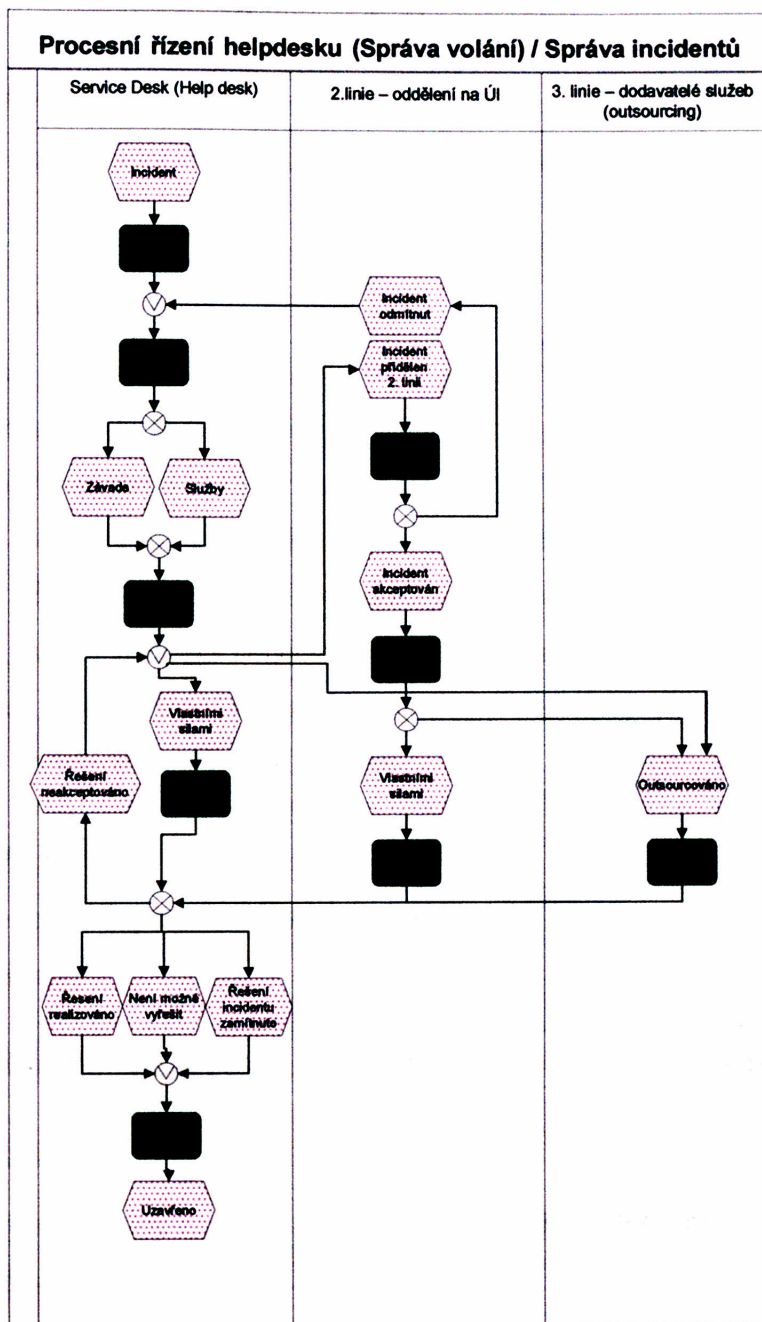 Procesní řízení helpdesku (Správa volání) / Správa incidentů
Service Desk (Help desk)
2.linie – oddělení na ÚI
3. linie – dodavatelé služeb
(outsourcing)
Incident
Incident
odmítnut
Incident
přidělen
2. linii
Závada
Služby
Incident
akceptován
Vlastními
silami
Řešení
neakceptováno
Vlastními
silami
Outsourcováno
Řešení
realizováno
Není možné
vyřešit
Řešení
incidentu
zamítnuto
Uzavřeno